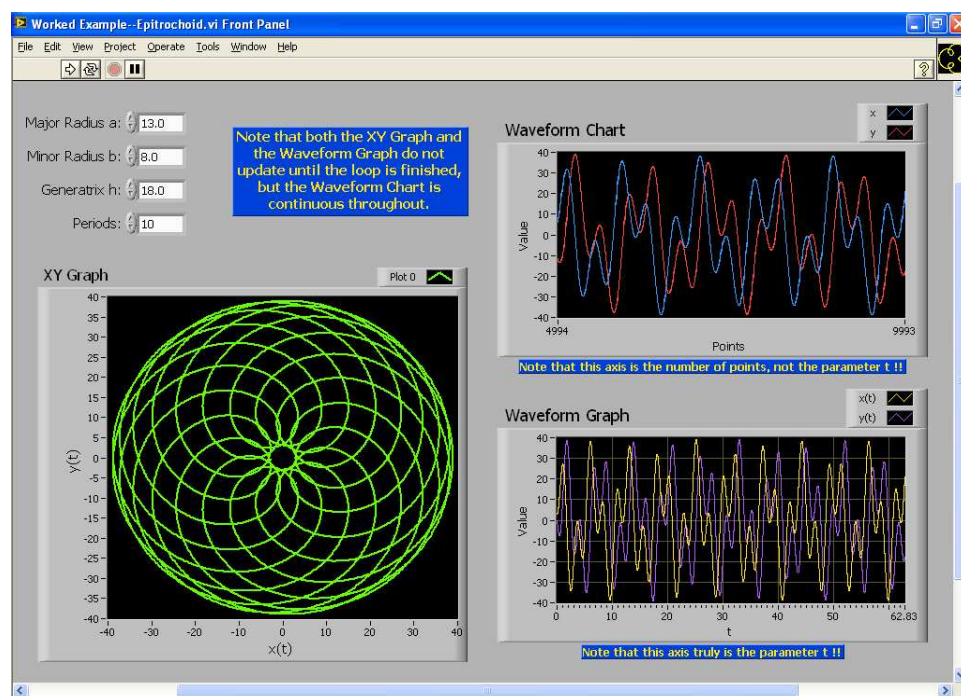 Worked Example--Epitrochoid.vi Front Panel
File Edit View Project Operate Tools Window Help
Major Radius a: 13.0
Minor Radius b: 8.0
Generatrix h: 18.0
Periods: 10
Note that both the XY Graph and
the Waveform Graph do not
update until the loop is finished,
but the Waveform Chart is
continuous throughout.
XY Graph
Plot 0
y(t)
40
35
30
25
20
15
10
5
0
-5
-10
-15
-20
-25
-30
-35
-40
-40 -30 -20 -10 0 10 20 30 40
x(t)
Waveform Chart
x
y
Value
40
30
20
10
0
-10
-20
-30
-40
4994 9993
Points
Note that this axis is the number of points, not the parameter t !!
Waveform Graph
x(t)
y(t)
Value
40
30
20
10
0
-10
-20
-30
-40
0 10 20 30 40 50 62.83
t
Note that this axis truly is the parameter t !!